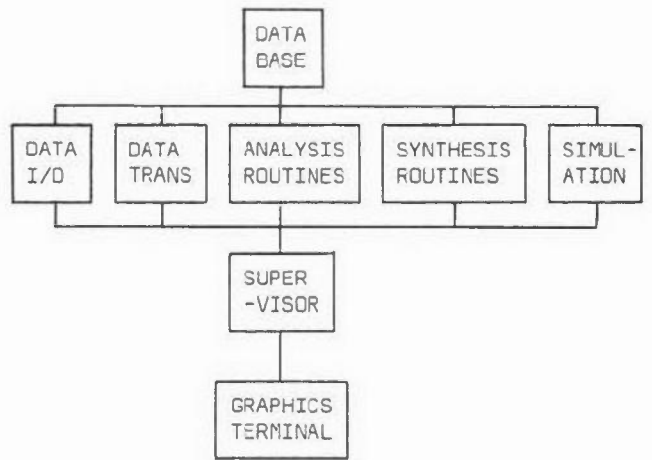 DATA
BASE
DATA
I/O
DATA
TRANS
ANALYSIS
ROUTINES
SYNTHESIS
ROUTINES
SIMUL-
ATION
SUPER
-VISOR
GRAPHICS
TERMINAL